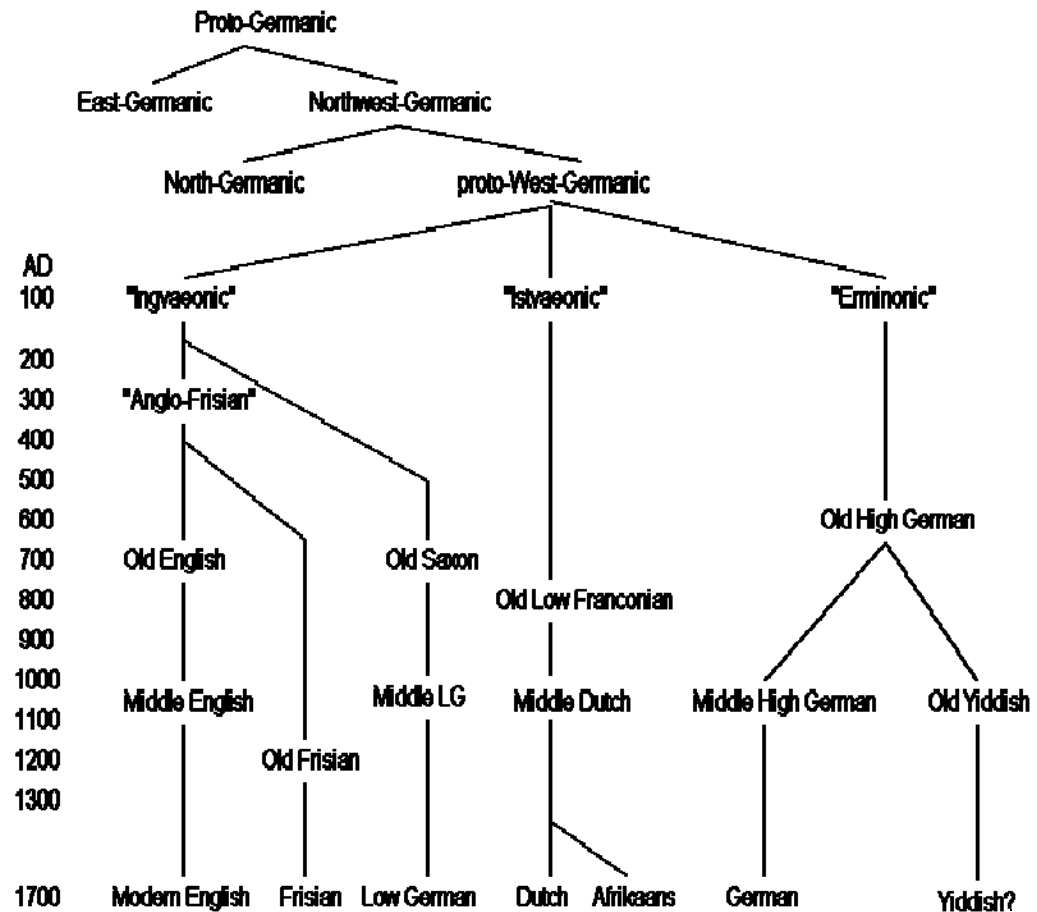 Proto-Germanic
East-Germanic Northwest-Germanic
North-Germanic proto-West-Germanic
AD
100 "Ingvaeonic" "Istvaeonic" "Erminonic"
200
300 "Anglo-Frisian"
400
500
600 Old High German
700 Old English Old Saxon
800 Old Low Franconian
900
1000 Middle English Middle LG Middle Dutch Middle High German Old Yiddish
1100
1200 Old Frisian
1300
1700 Modern English Frisian Low German Dutch Afrikaans German Yiddish?